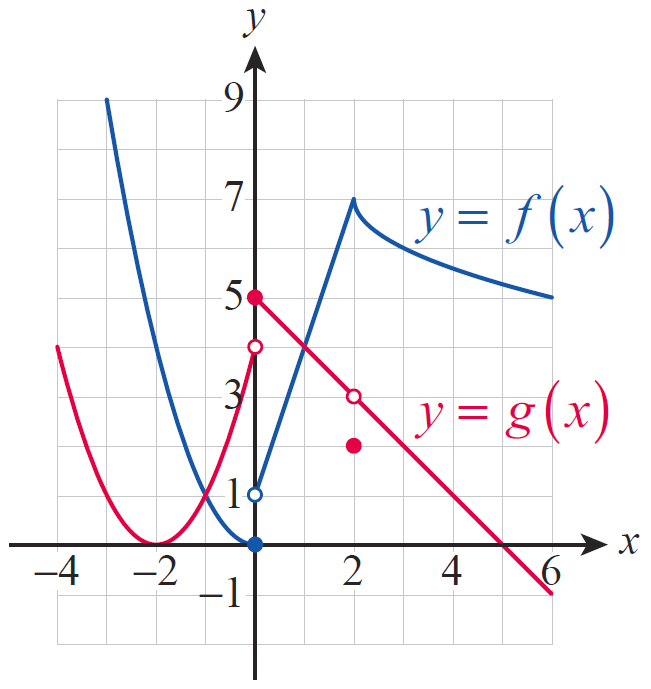 y
9
7
y = f(x)
5
3
y = g(x)
1
x
−4 −2 2 4 6
−1